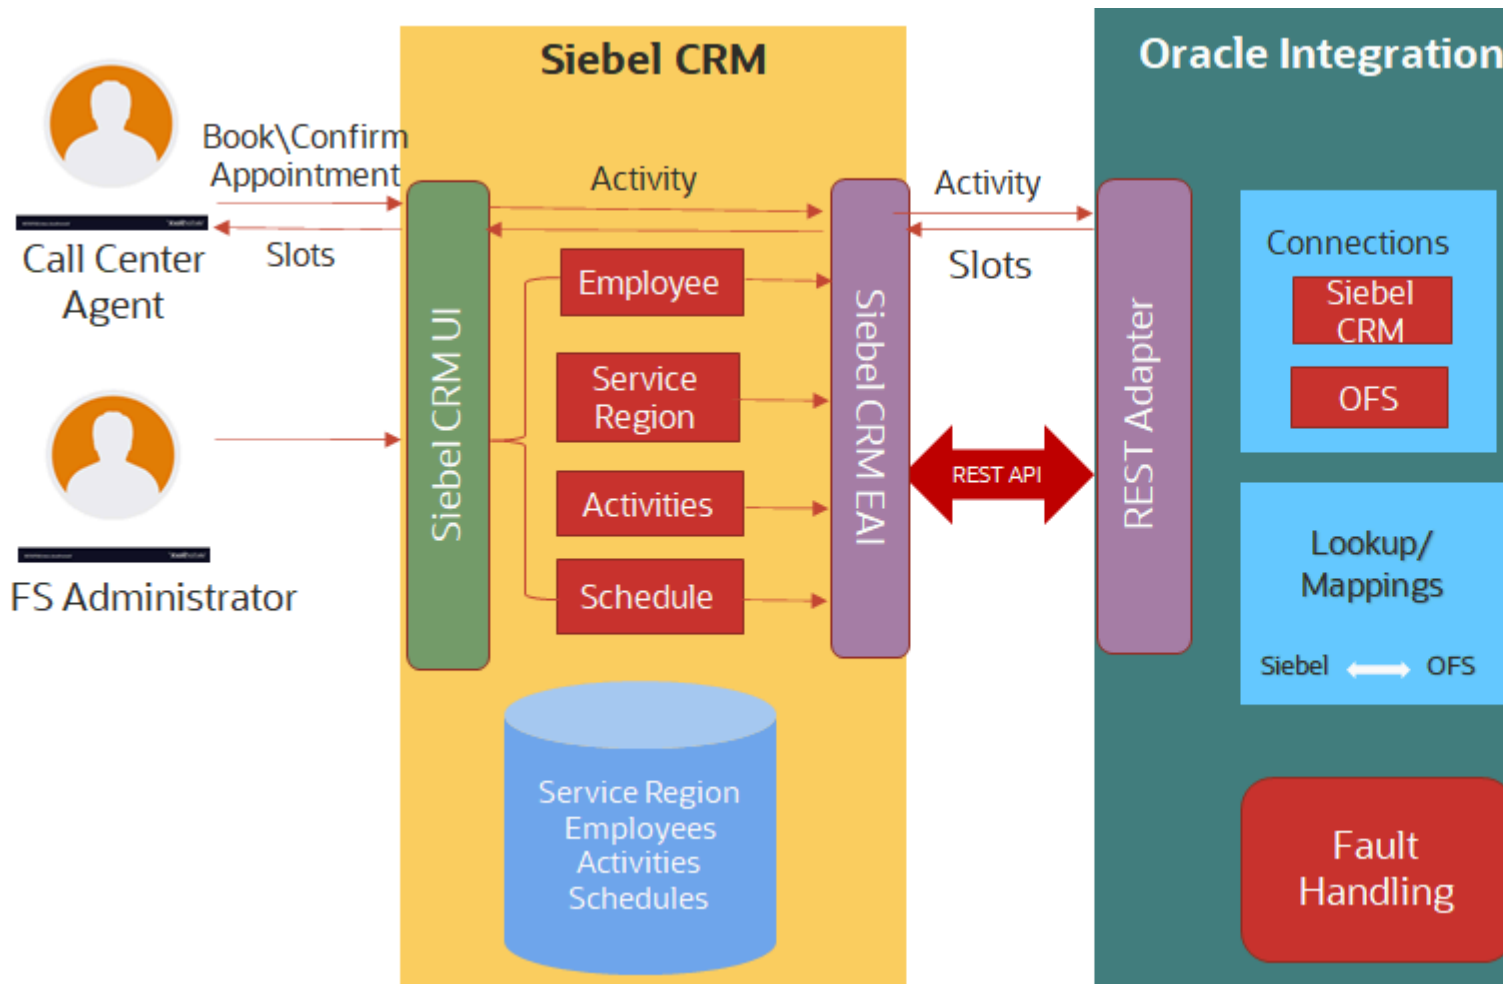 Siebel CRM
Oracle Integration
Book\Confirm
Appointment
Slots
Call Center
Agent
FS Administrator
Siebel CRM UI
Activity
Employee
Service
Region
Activities
Schedule
Siebel CRM EAI
Service Region
Employees
Activities
Schedules
Activity
Slots
REST API
REST Adapter
Connections
Siebel
CRM
OFS
Lookup/
Mappings
Siebel
OFS
Fault
Handling